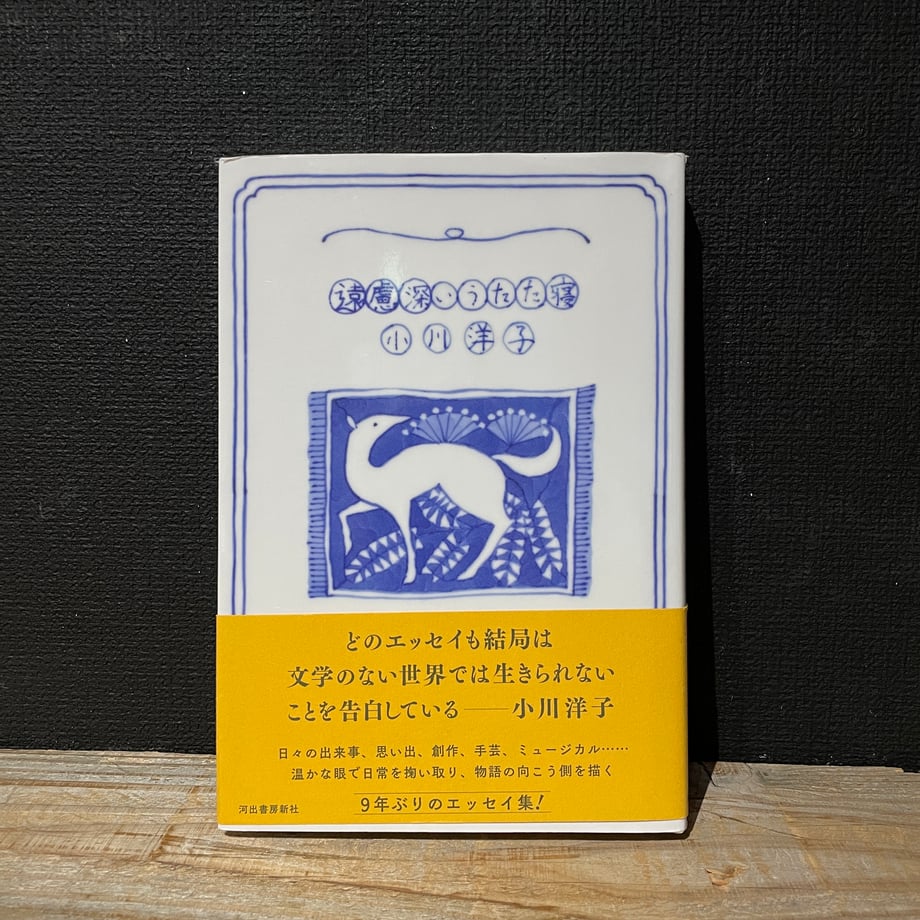 遠慮深いうたた寝
小川洋子
どのエッセイも結局は
文学のない世界では生きられない
ことを告白している――小川洋子
日々の出来事、思い出、創作、手芸、ミュージカル……
温かな眼で日常を掬い取り、物語の向こう側を描く
9年ぶりのエッセイ集!
河出書房新社